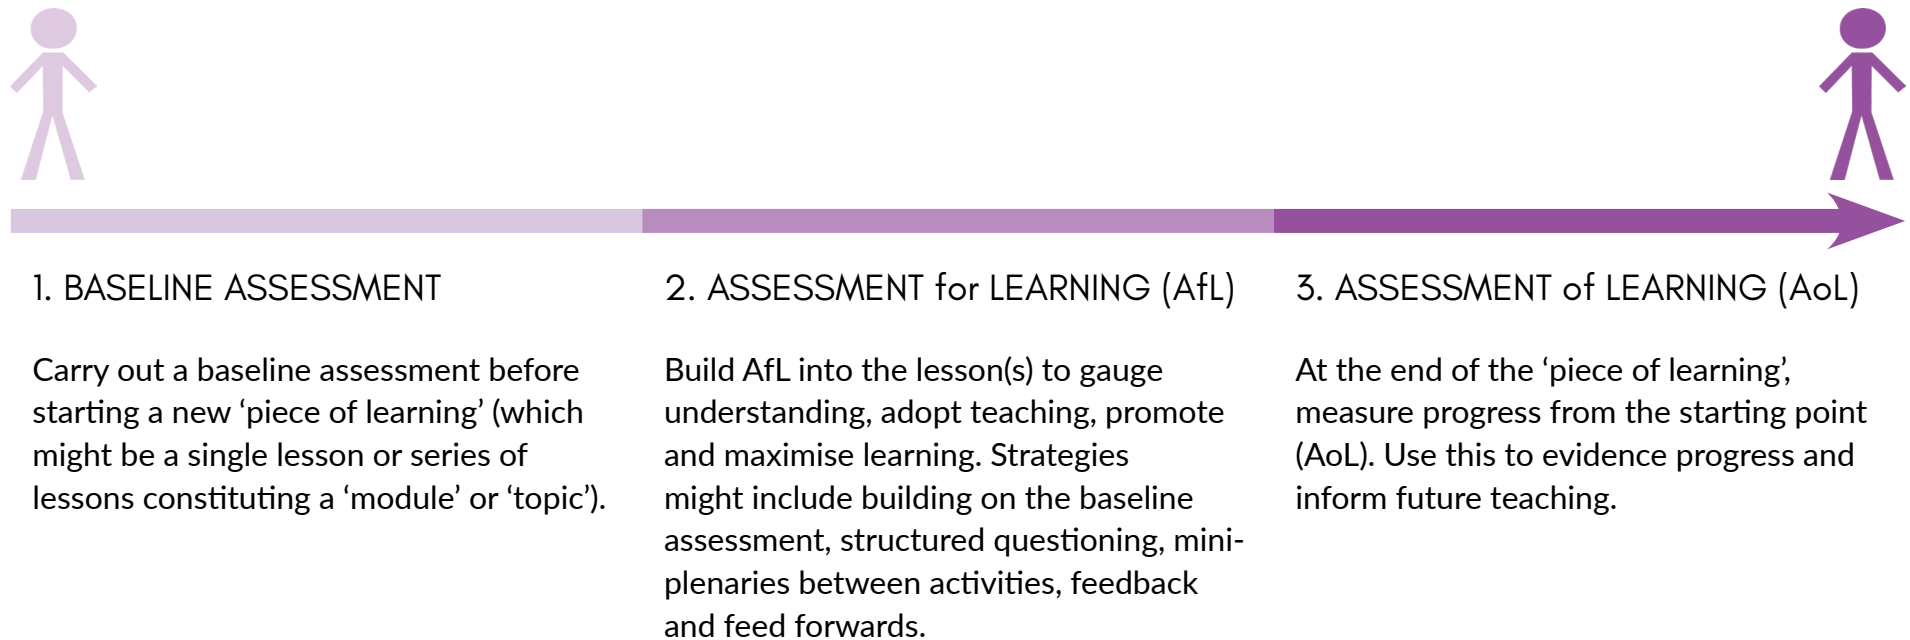 1. BASELINE ASSESSMENT
Carry out a baseline assessment before
starting a new ‘piece of learning’ (which
might be a single lesson or series of
lessons constituting a ‘module’ or ‘topic’).
2. ASSESSMENT for LEARNING (AfL)
Build AfL into the lesson(s) to gauge
understanding, adopt teaching, promote
and maximise learning. Strategies
might include building on the baseline
assessment, structured questioning, mini-
plenaries between activities, feedback
and feed forwards.
3. ASSESSMENT of LEARNING (AoL)
At the end of the ‘piece of learning’,
measure progress from the starting point
(AoL). Use this to evidence progress and
inform future teaching.